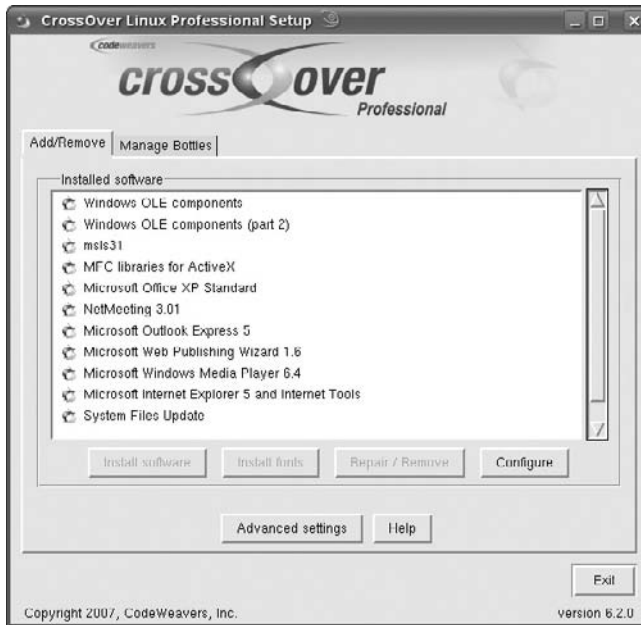 CrossOver Linux Professional Setup
codeweavers
crossover
Professional
Add/Remove
Manage Bottles
Installed software
Windows OLE components
Windows OLE components (part 2)
msls31
MFC libraries for ActiveX
Microsoft Office XP Standard
NetMeeting 3.01
Microsoft Outlook Express 5
Microsoft Web Publishing Wizard 1.6
Microsoft Windows Media Player 6.4
Microsoft Internet Explorer 5 and Internet Tools
System Files Update
Install software Install fonts Repair / Remove Configure
Advanced settings Help
Exit
Copyright 2007, CodeWeavers, Inc. version 6.2.0